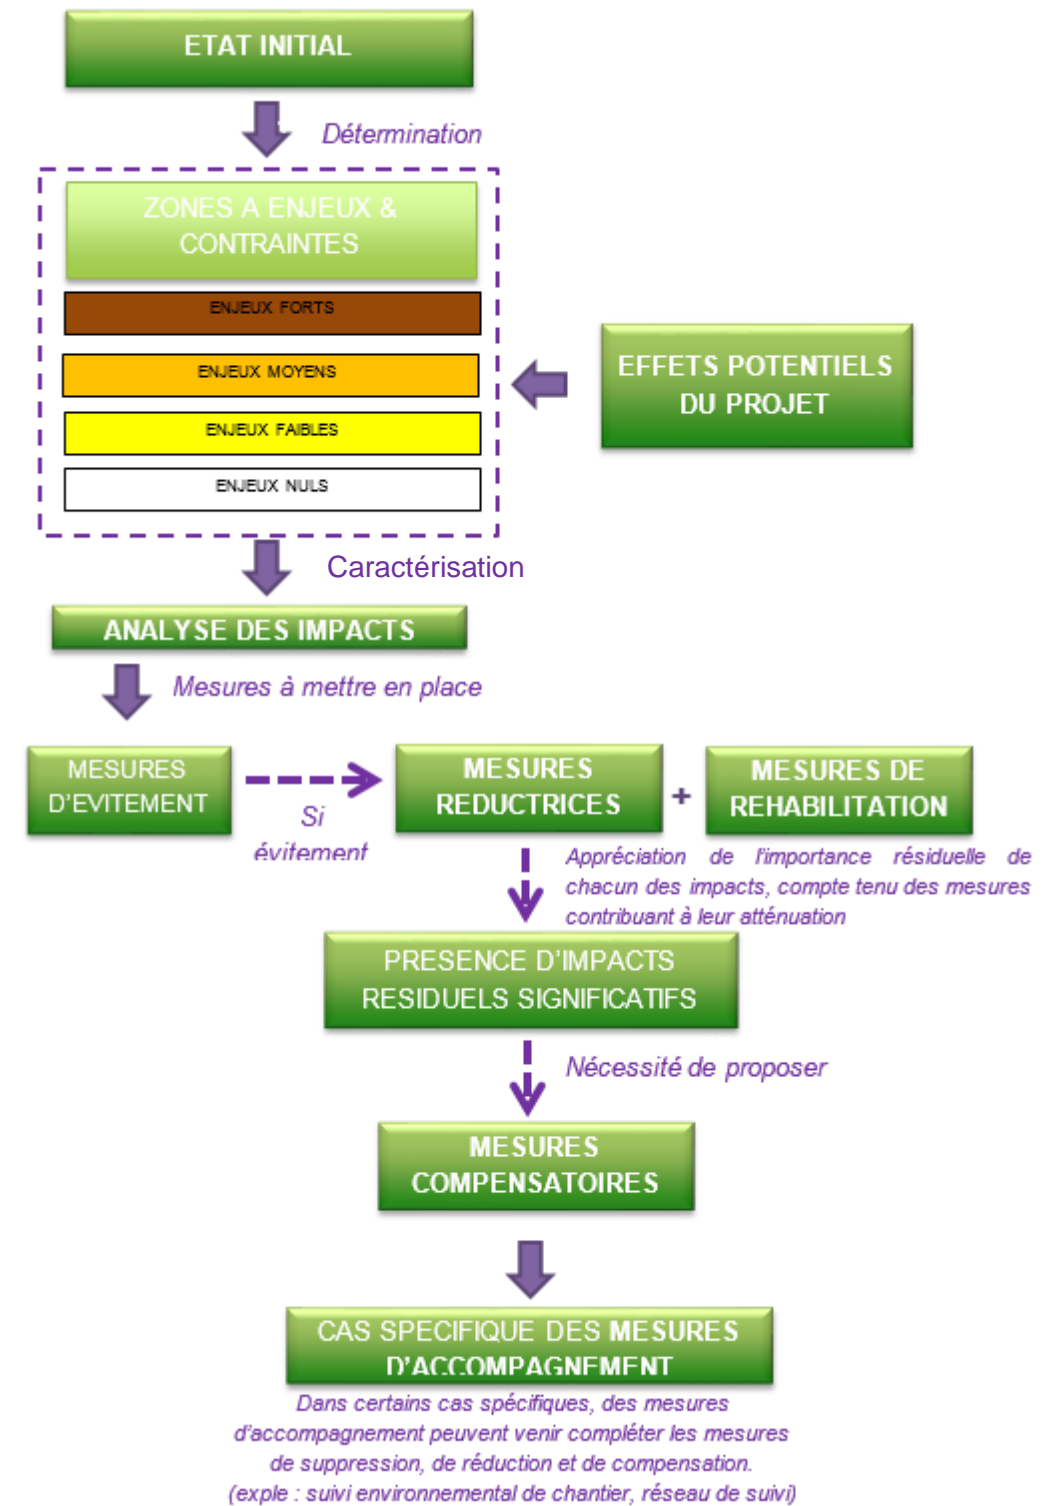 ETAT INITIAL
Détermination
ZONES A ENJEUX &
CONTRAINTES
ENJEUX FORTS
ENJEUX MOYENS
ENJEUX FAIBLES
ENJEUX NULS
EFFETS POTENTIELS
DU PROJET
Caractérisation
ANALYSE DES IMPACTS
Mesures à mettre en place
MESURES
D'EVITEMENT
Si
évitement
MESURES
REDUCTRICES
+
MESURES DE
REHABILITATION
Appréciation de l'importance résiduelle de
chacun des impacts, compte tenu des mesures
contribuant à leur atténuation
PRESENCE D'IMPACTS
RESIDUELS SIGNIFICATIFS
Nécessité de proposer
MESURES
COMPENSATOIRES
CAS SPECIFIQUE DES MESURES
D'ACCOMPAGNEMENT
Dans certains cas spécifiques, des mesures
d'accompagnement peuvent venir compléter les mesures
de suppression, de réduction et de compensation.
(exple : suivi environnemental de chantier, réseau de suivi)